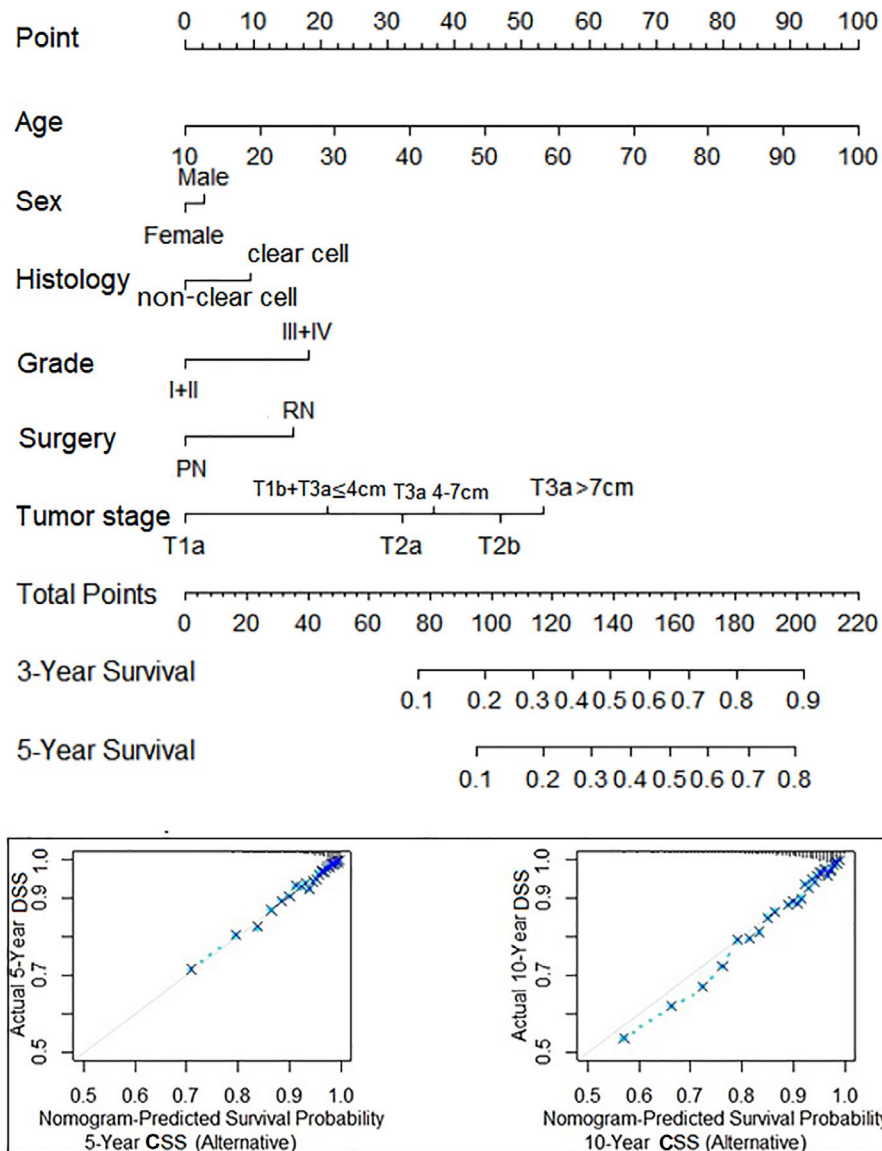 Point
0 10 20 30 40 50 60 70 80 90 100
Age
10 20 30 40 50 60 70 80 90 100
Male
Sex
Female
clear cell
Histology
non-clear cell
III+IV
Grade
I+II
RN
Surgery
PN
T1b+T3a≤4cm T3a 4-7cm T3a>7cm
Tumor stage
T1a T2a T2b
Total Points
0 20 40 60 80 100 120 140 160 180 200 220
3-Year Survival
0.1 0.2 0.3 0.4 0.5 0.6 0.7 0.8 0.9
5-Year Survival
0.1 0.2 0.3 0.4 0.5 0.6 0.7 0.8
Actual 5-Year DSS
0.5 0.7 0.9 1.0
0.5 0.6 0.7 0.8 0.9 1.0
Nomogram-Predicted Survival Probability
5-Year CSS (Alternative)
Actual 10-Year DSS
0.5 0.7 0.9 1.0
0.5 0.6 0.7 0.8 0.9 1.0
Nomogram-Predicted Survival Probability
10-Year CSS (Alternative)